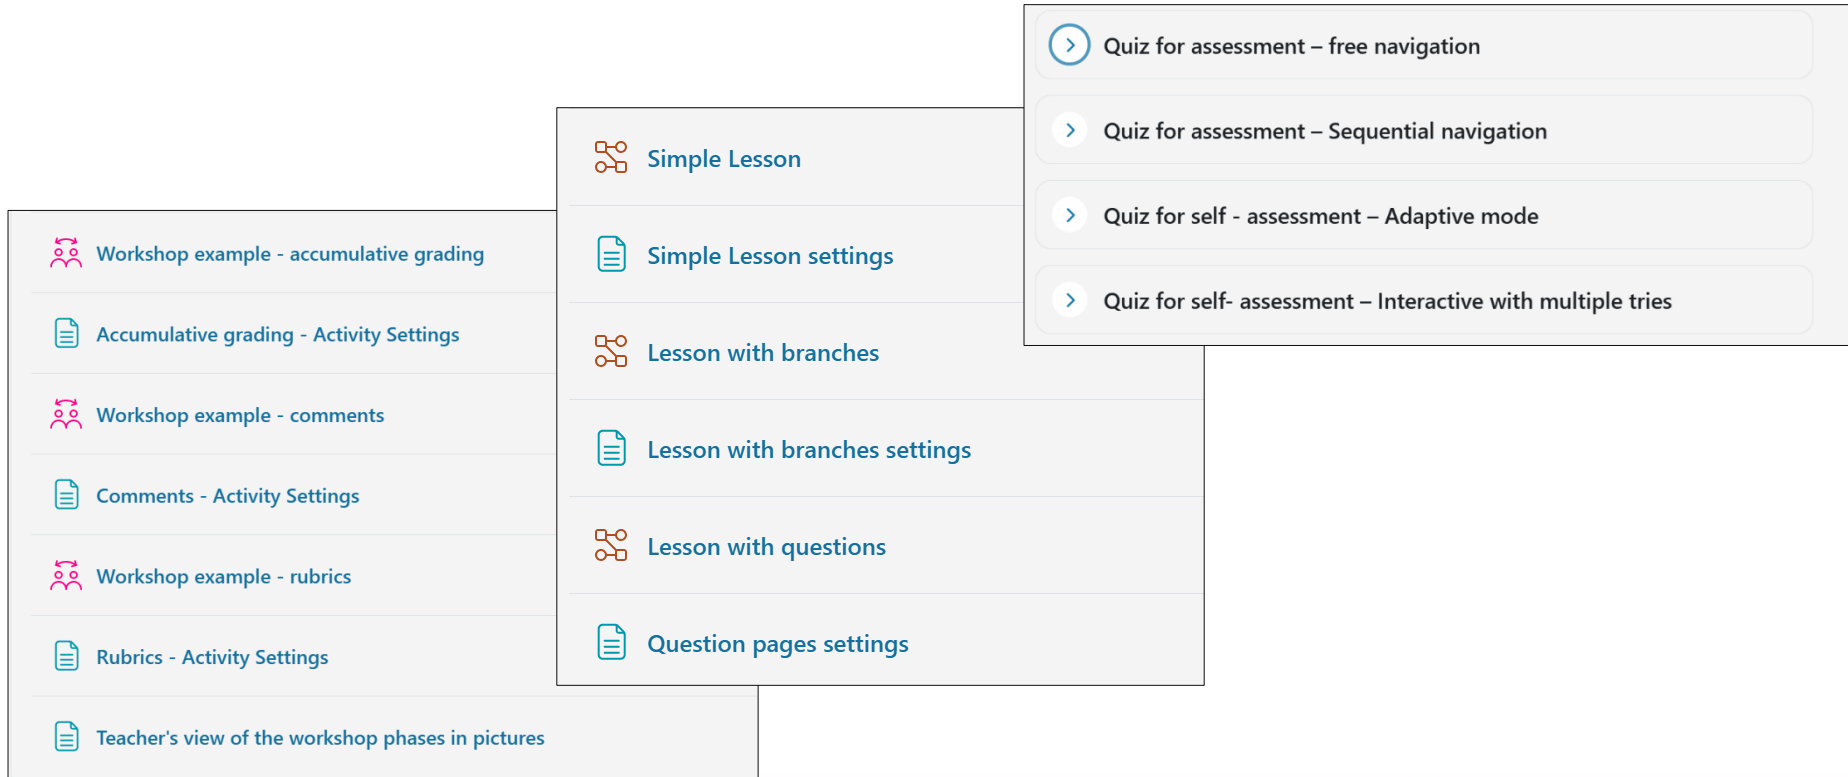 Workshop example - accumulative grading
Accumulative grading - Activity Settings
Workshop example - comments
Comments - Activity Settings
Workshop example - rubrics
Rubrics - Activity Settings
Teacher's view of the workshop phases in pictures
Simple Lesson
Simple Lesson settings
Lesson with branches
Lesson with branches settings
Lesson with questions
Question pages settings
Quiz for assessment – free navigation
Quiz for assessment – Sequential navigation
Quiz for self - assessment – Adaptive mode
Quiz for self- assessment – Interactive with multiple tries